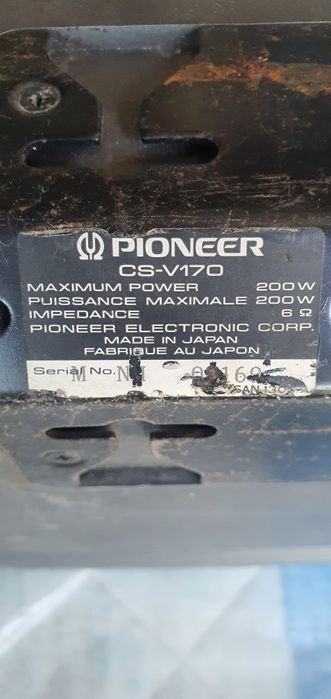 PIONEER
CS-V170
MAXIMUM POWER 200W
PUISSANCE MAXIMALE 200W
IMPEDANCE 6 Ω
PIONEER ELECTRONIC CORP.
MADE IN JAPAN
FABRIQUE AU JAPON
Serial No.